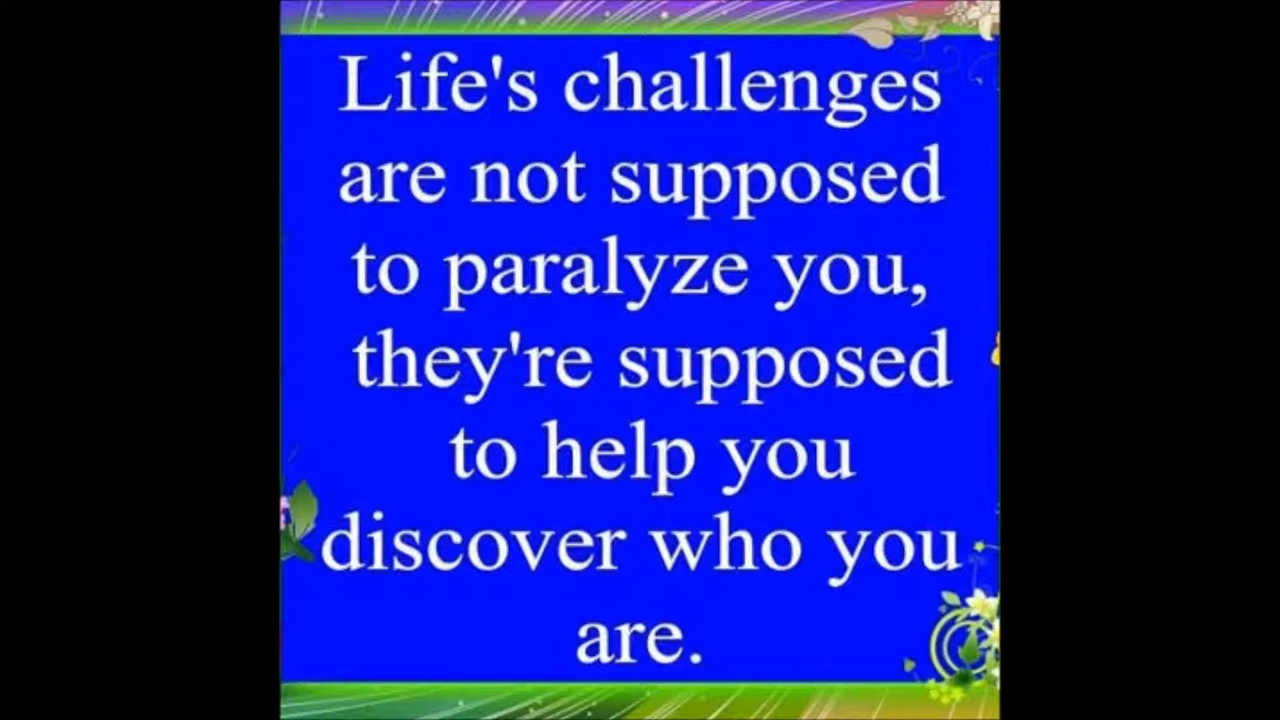 Life's challenges
are not supposed
to paralyze you,
they're supposed
to help you
discover who you
are.